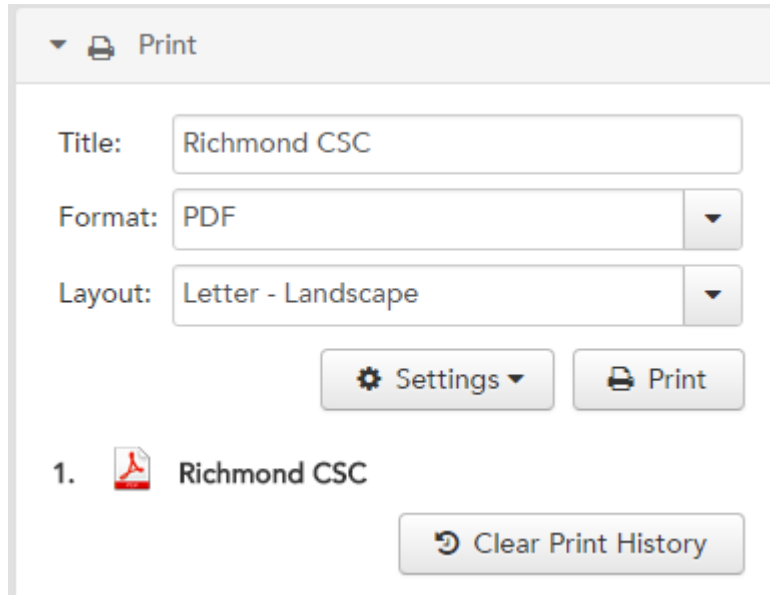 Print
Title: Richmond CSC
Format: PDF
Layout: Letter - Landscape
Settings Print
1. Richmond CSC
Clear Print History